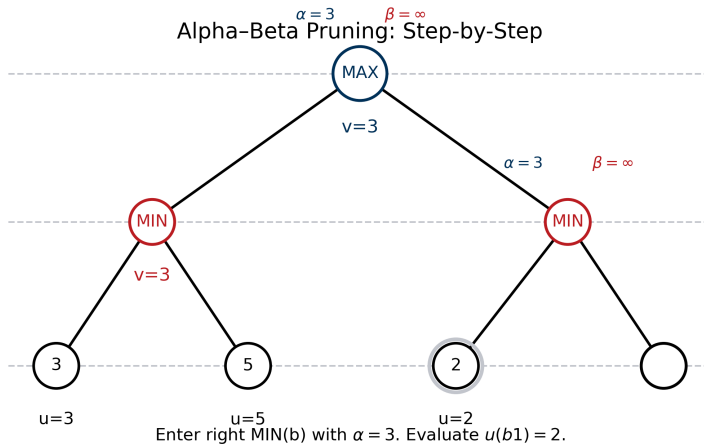 α = 3 β = ∞
Alpha–Beta Pruning: Step-by-Step
MAX
v=3
α = 3 β = ∞
MIN MIN
v=3
3 5 2
u=3 u=5 u=2
Enter right MIN(b) with α = 3. Evaluate u(b1) = 2.